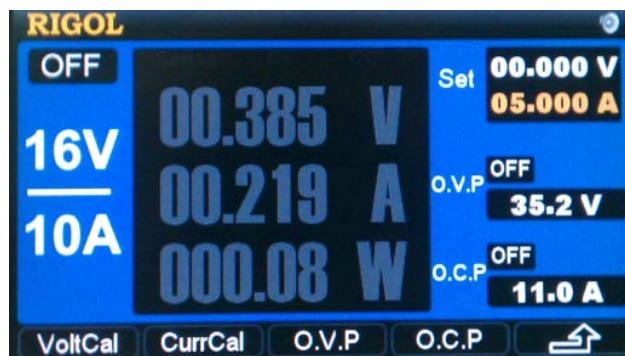 RIGOL
OFF
16V
10A
00.385 V
00.219 A
000.08 W
Set 00.000 V
05.000 A
O.V.P OFF
35.2 V
O.C.P OFF
11.0 A
VoltCal CurrCal O.V.P O.C.P